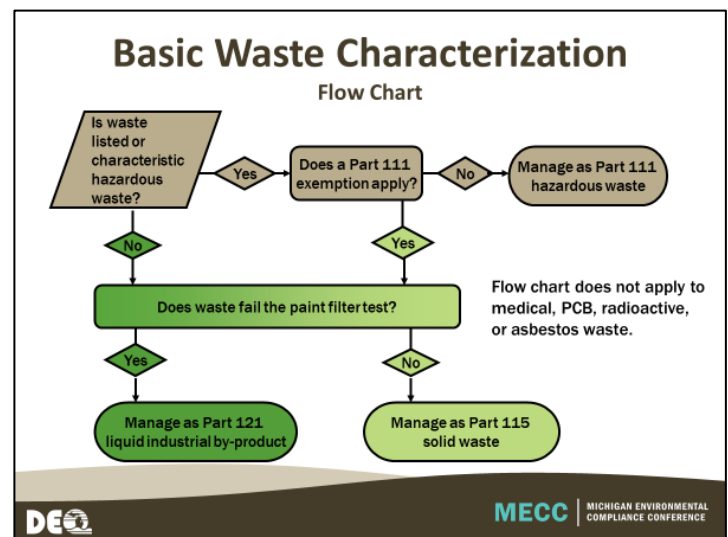 Basic Waste Characterization
Flow Chart
Is waste
listed or
characteristic
hazardous
waste?
Yes
Does a Part 111
exemption apply?
No
Manage as Part 111
hazardous waste
No
Yes
Does waste fail the paint filter test?
Flow chart does not apply to
medical, PCB, radioactive,
or asbestos waste.
Yes
No
Manage as Part 121
liquid industrial by-product
Manage as Part 115
solid waste
DEQ
MECC
MICHIGAN ENVIRONMENTAL
COMPLIANCE CONFERENCE